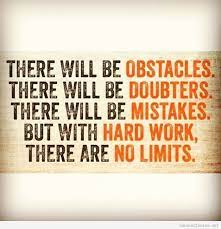 THERE WILL BE OBSTACLES.
THERE WILL BE DOUBTERS.
THERE WILL BE MISTAKES.
BUT WITH HARD WORK,
THERE ARE NO LIMITS.